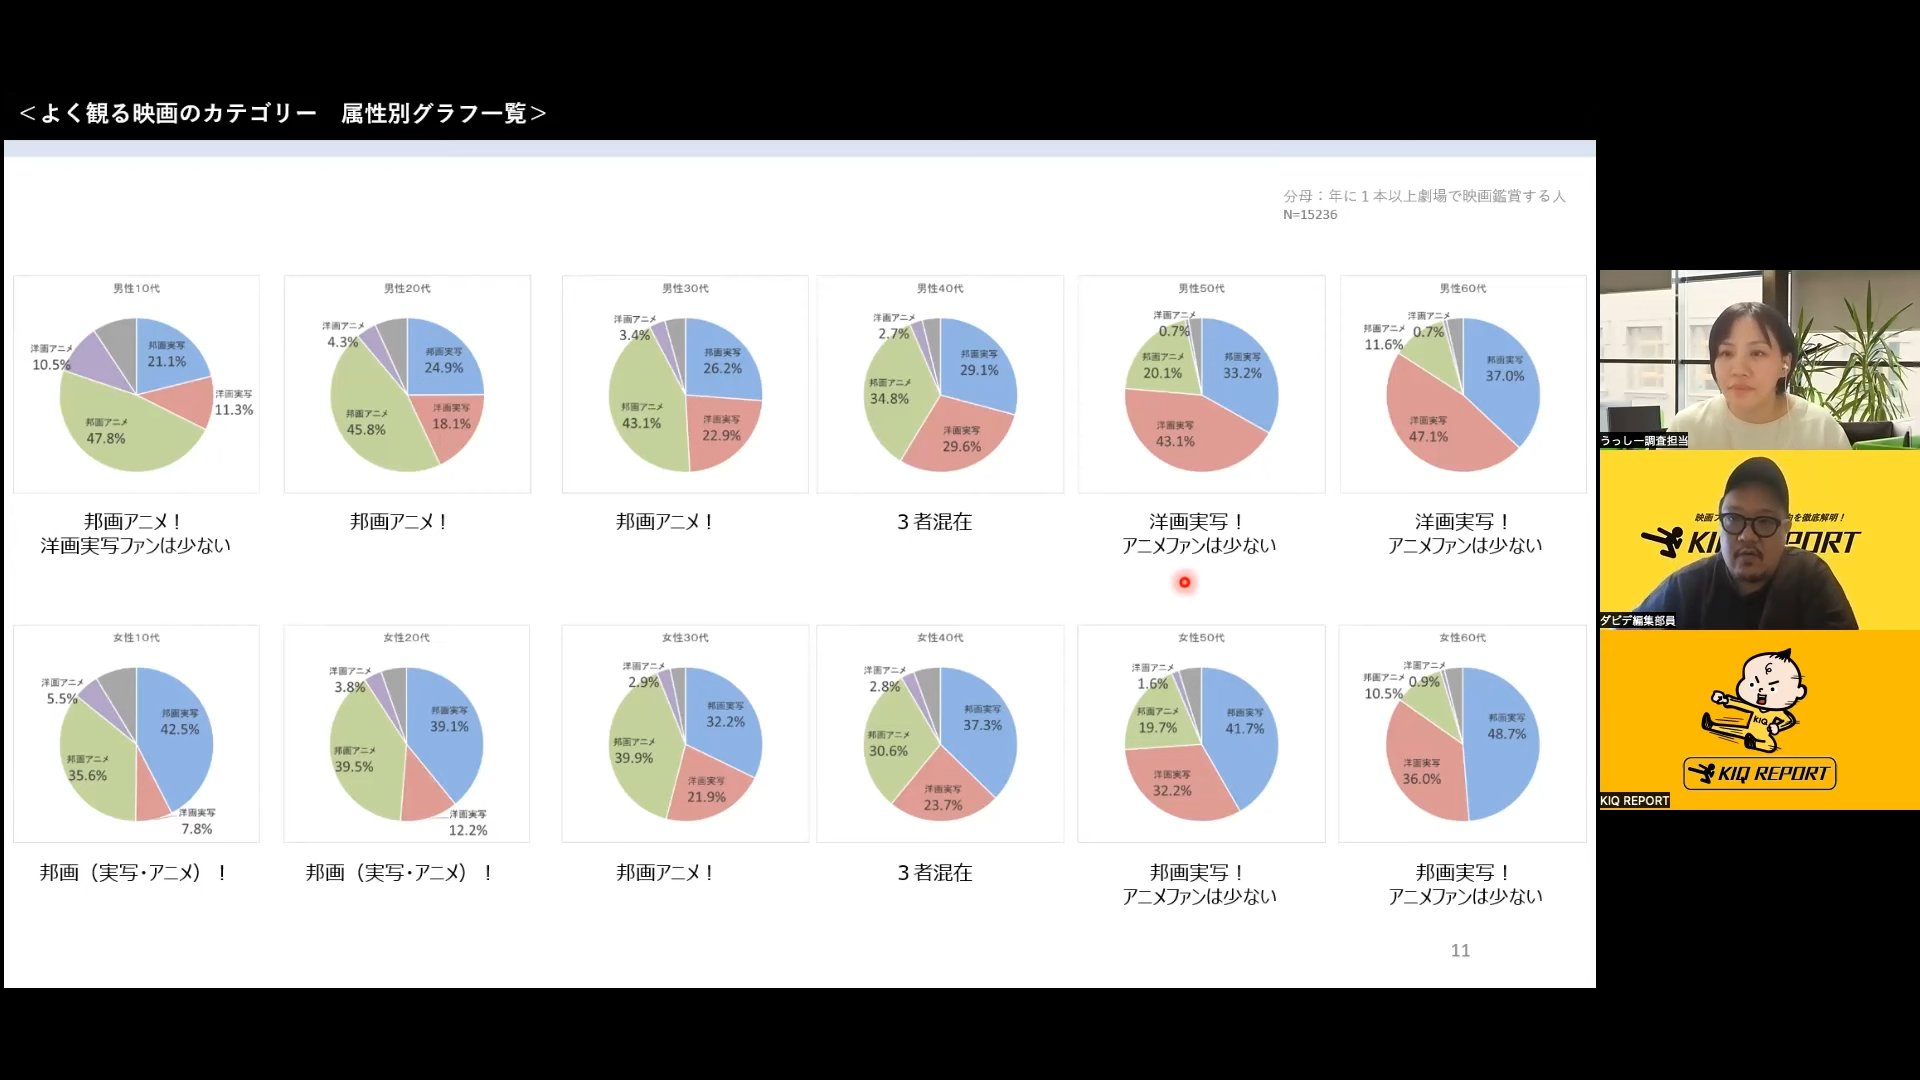 ＜よく観る映画のカテゴリー　属性別グラフ一覧＞
分母：年に１本以上劇場で映画鑑賞する人
N=15236
男性10代
邦画実写
21.1%
洋画実写
11.3%
邦画アニメ
47.8%
洋画アニメ
10.5%
邦画アニメ！
洋画実写ファンは少ない
男性20代
邦画実写
24.9%
洋画実写
18.1%
邦画アニメ
45.8%
洋画アニメ
4.3%
邦画アニメ！
男性30代
邦画実写
26.2%
洋画実写
22.9%
邦画アニメ
43.1%
洋画アニメ
3.4%
邦画アニメ！
男性40代
邦画実写
29.1%
洋画実写
29.6%
邦画アニメ
34.8%
洋画アニメ
2.7%
３者混在
男性50代
邦画実写
33.2%
洋画実写
43.1%
邦画アニメ
20.1%
洋画アニメ
0.7%
洋画実写！
アニメファンは少ない
男性60代
邦画実写
37.0%
洋画実写
47.1%
邦画アニメ
11.6%
洋画アニメ
0.7%
洋画実写！
アニメファンは少ない
女性10代
邦画実写
42.5%
洋画実写
7.8%
邦画アニメ
35.6%
洋画アニメ
5.5%
邦画（実写・アニメ）！
女性20代
邦画実写
39.1%
洋画実写
12.2%
邦画アニメ
39.5%
洋画アニメ
3.8%
邦画（実写・アニメ）！
女性30代
邦画実写
32.2%
洋画実写
21.9%
邦画アニメ
39.9%
洋画アニメ
2.9%
邦画アニメ！
女性40代
邦画実写
37.3%
洋画実写
23.7%
邦画アニメ
30.6%
洋画アニメ
2.8%
３者混在
女性50代
邦画実写
41.7%
洋画実写
32.2%
邦画アニメ
19.7%
洋画アニメ
1.6%
邦画実写！
アニメファンは少ない
女性60代
邦画実写
48.7%
洋画実写
36.0%
邦画アニメ
10.5%
洋画アニメ
0.9%
邦画実写！
アニメファンは少ない
11
うっしー調査担当
を徹底解明！
ダビデ編集部員
KIQ
KIQ REPORT
KIQ REPORT